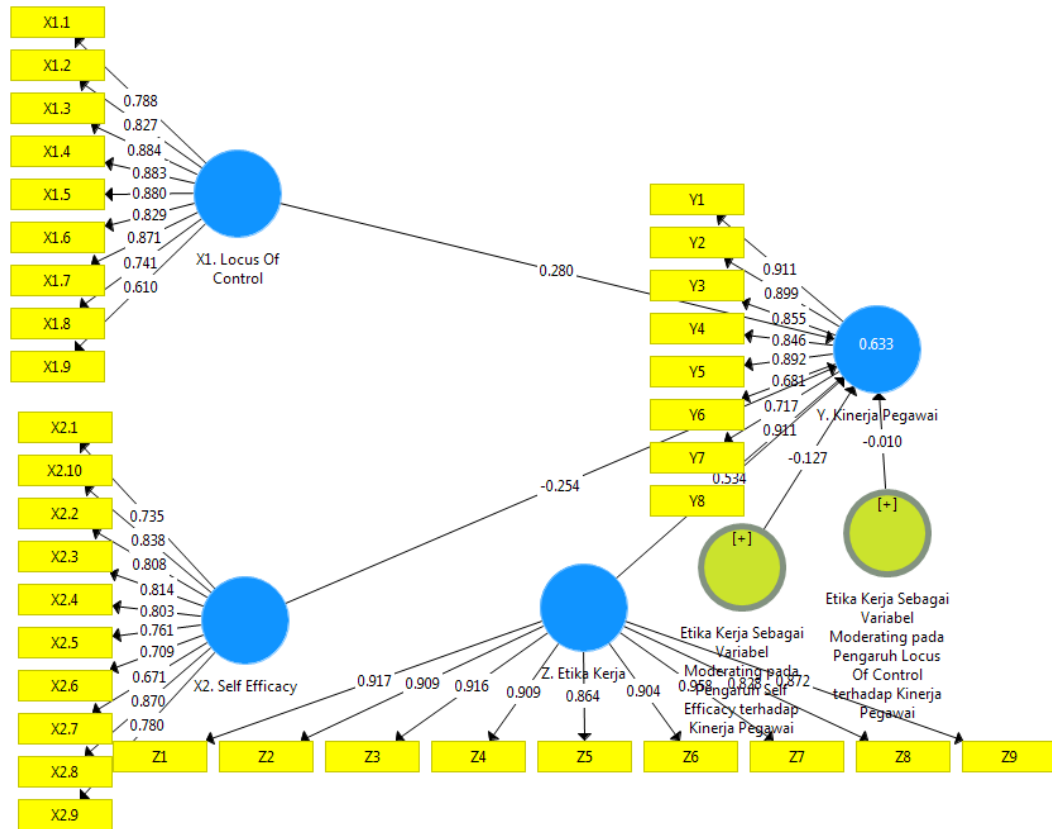 X1.1
X1.2
X1.3
X1.4
X1.5
X1.6
X1.7
X1.8
X1.9
0.788
0.827
0.884
0.883
0.880
0.829
0.871
0.741
0.610
X1. Locus Of
Control
0.280
Y1
Y2
Y3
Y4
Y5
Y6
Y7
Y8
0.911
0.899
0.855
0.846
0.892
0.681
0.717
0.911
0.633
Y. Kinerja Pegawai
-0.127
-0.010
0.534
-0.254
X2.1
X2.10
X2.2
X2.3
X2.4
X2.5
X2.6
X2.7
X2.8
X2.9
0.735
0.838
0.808
0.814
0.803
0.761
0.709
0.671
0.870
0.780
X2. Self Efficacy
Z. Etika Kerja
0.917
0.909
0.916
0.909
0.864
0.904
0.958
0.828
0.872
Z1
Z2
Z3
Z4
Z5
Z6
Z7
Z8
Z9
[+]
Etika Kerja Sebagai
Variabel
Moderating pada
Pengaruh Self
Efficacy terhadap
Kinerja Pegawai
[+]
Etika Kerja Sebagai
Variabel
Moderating pada
Pengaruh Locus
Of Control
terhadap Kinerja
Pegawai